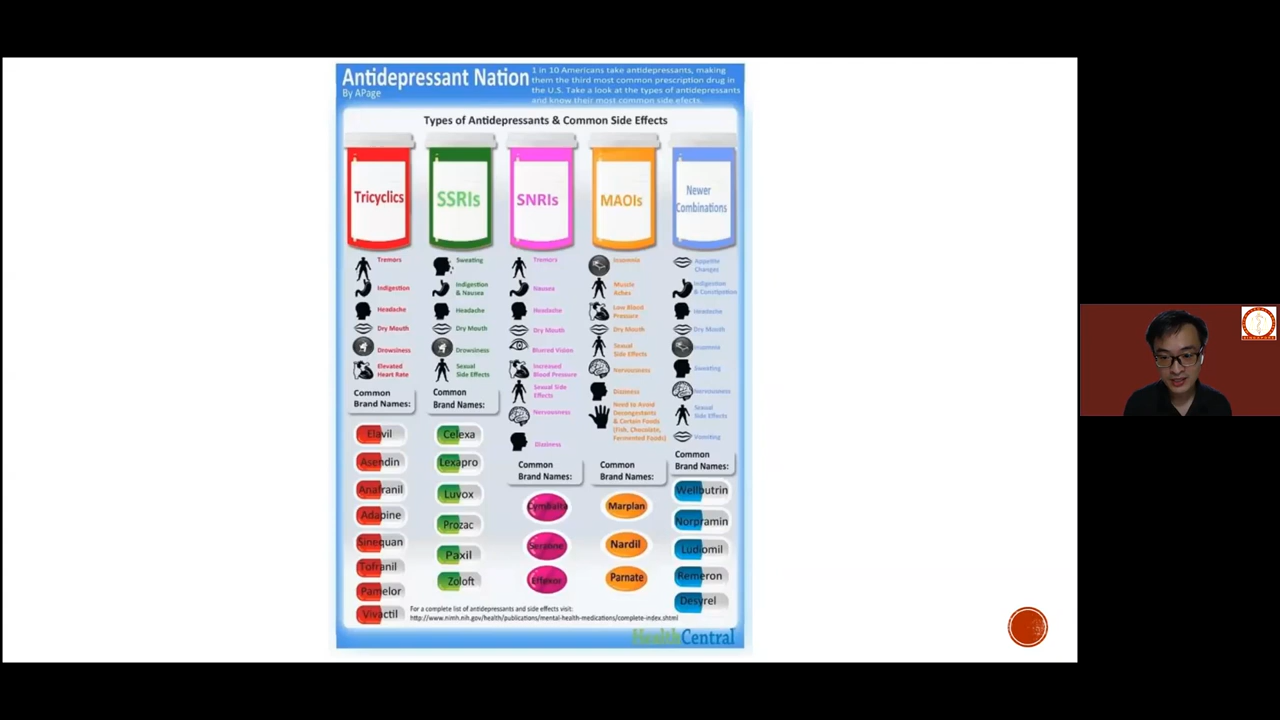 Antidepressant Nation
By APage
1 in 10 Americans take antidepressants, making
them the third most common prescription drug in
the U.S. Take a look at the types of antidepressants
and know their most common side efects.
Types of Antidepressants & Common Side Effects
Tricyclics
Tremors
Indigestion
Headache
Dry Mouth
Drowsiness
Elevated
Heart Rate
Common
Brand Names:
Elavil
Asendin
Anafranil
Adapine
Sinequan
Tofranil
Pamelor
Vivactil
SSRIs
Sweating
Indigestion
& Nausea
Headache
Dry Mouth
Drowsiness
Sexual
Side Effects
Common
Brand Names:
Celexa
Lexapro
Luvox
Prozac
Paxil
Zoloft
SNRIs
Tremors
Nausea
Headache
Dry Mouth
Blurred Vision
Increased
Blood Pressure
Sexual Side
Effects
Nervousness
Common
Brand Names:
Cymbalta
Effexor
MAOIs
Insomnia
Muscle
Aches
Low Blood
Pressure
Dry Mouth
Sexual
Side Effects
Nervousness
Need to Avoid
Decongestants
& Certain Foods
(Fish, Chocolate,
Fermented Foods)
Common
Brand Names:
Marplan
Nardil
Parnate
Newer
Combinations
Appetite
Changes
Indigestion
& Constipation
Headache
Dry Mouth
Insomnia
Sweating
Nervousness
Sexual
Side Effects
Vomiting
Common
Brand Names:
Wellbutrin
Norpramin
Ludiomil
Remeron
Desyrel
For a complete list of antidepressants and side effects visit:
http://www.nimh.nih.gov/health/publications/mental-health-medications/complete-index.shtml
HealthCentral